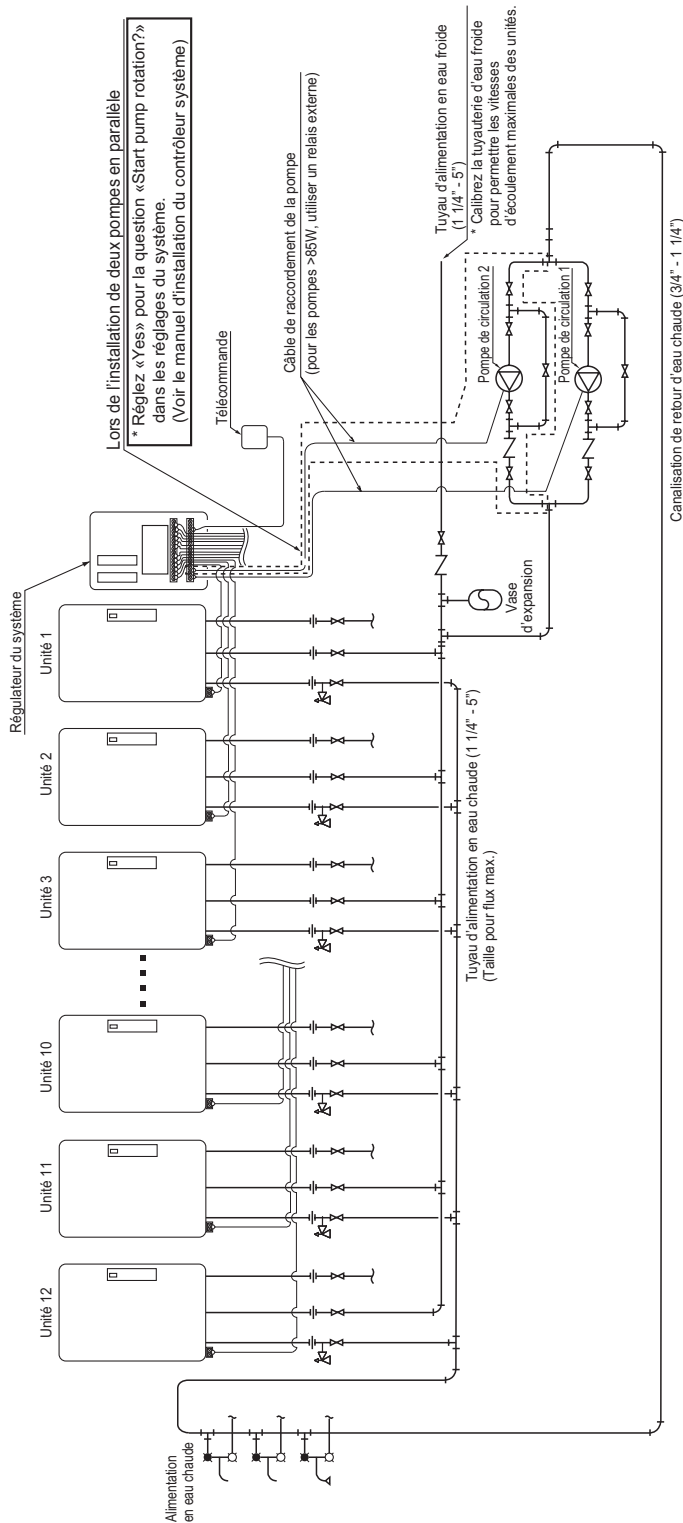 Régulateur du système
Lors de l'installation de deux pompes en parallèle
* Réglez «Yes» pour la question «Start pump rotation?»
dans les réglages du système.
(Voir le manuel d'installation du contrôleur système)
Télécommande
Câble de raccordement de la pompe
(pour les pompes >85W, utiliser un relais externe)
Tuyau d'alimentation en eau froide
(1 1/4" - 5")
* Calibrez la tuyauterie d'eau froide
pour permettre les vitesses
d'écoulement maximales des unités.
Unité 12
Unité 11
Unité 10
Unité 3
Unité 2
Unité 1
Alimentation
en eau chaude
Tuyau d'alimentation en eau chaude (1 1/4" - 5")
(Taille pour flux max.)
Vase
d'expansion
Pompe de circulation 2
Pompe de circulation 1
Canalisation de retour d'eau chaude (3/4" - 1 1/4")